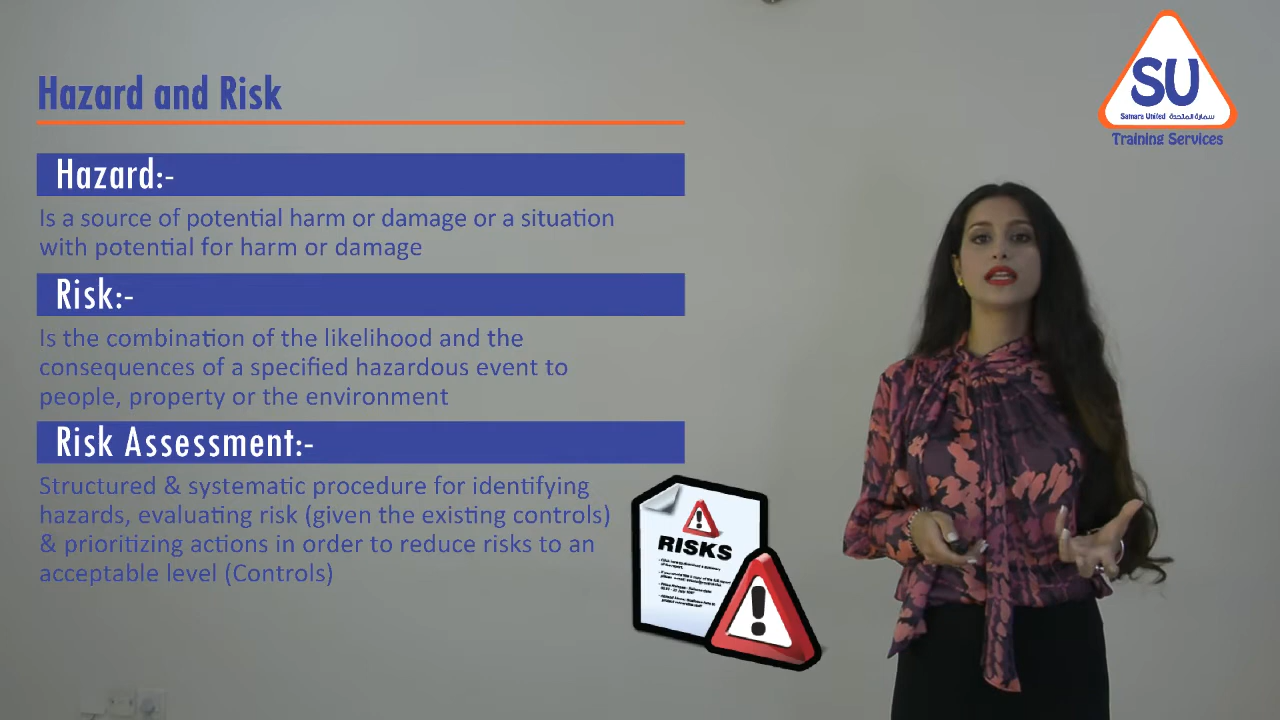 Hazard and Risk
SU
Samara United سمارة المتحدة
Training Services
Hazard:-
Is a source of potential harm or damage or a situation
with potential for harm or damage
Risk:-
Is the combination of the likelihood and the
consequences of a specified hazardous event to
people, property or the environment
Risk Assessment:-
Structured & systematic procedure for identifying
hazards, evaluating risk (given the existing controls)
& prioritizing actions in order to reduce risks to an
acceptable level (Controls)
RISKS